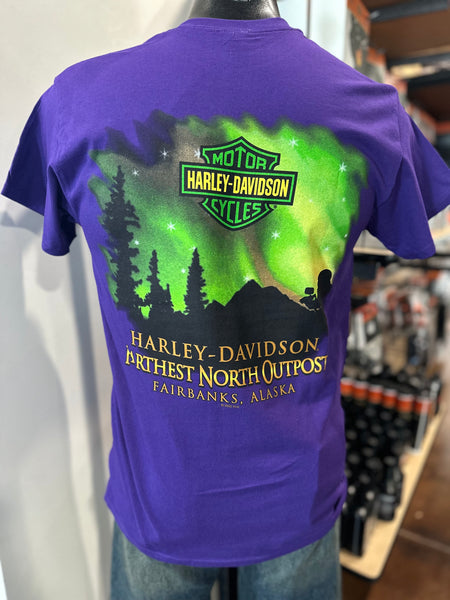 MOTOR
HARLEY-DAVIDSON
CYCLES
HARLEY-DAVIDSON
FARTHEST NORTH OUTPOST
FAIRBANKS, ALASKA